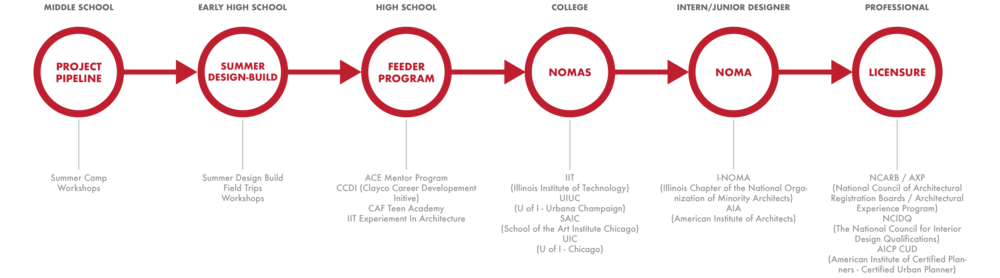 MIDDLE SCHOOL
EARLY HIGH SCHOOL
HIGH SCHOOL
COLLEGE
INTERN/JUNIOR DESIGNER
PROFESSIONAL
PROJECT
PIPELINE
SUMMER
DESIGN-BUILD
FEEDER
PROGRAM
NOMAS
NOMA
LICENSURE
Summer Camp
Workshops
Summer Design Build
Field Trips
Workshops
ACE Mentor Program
CCDI (Clayco Career Developement
Initive)
CAF Teen Academy
IIT Experiement In Architecture
IIT
(Illinois Institute of Technology)
UIUC
(U of I - Urbana Champaign)
SAIC
(School of the Art Institute Chicago)
UIC
(U of I - Chicago)
I-NOMA
(Illinois Chapter of the National Orga-
nization of Minority Architects)
AIA
(American Institute of Architects)
NCARB / AXP
(National Council of Architectural
Registration Boards / Architectural
Experience Program)
NCIDQ
(The National Council for Interior
Design Qualifications)
AICP CUD
(American Institute of Certified Plan-
ners - Certified Urban Planner)